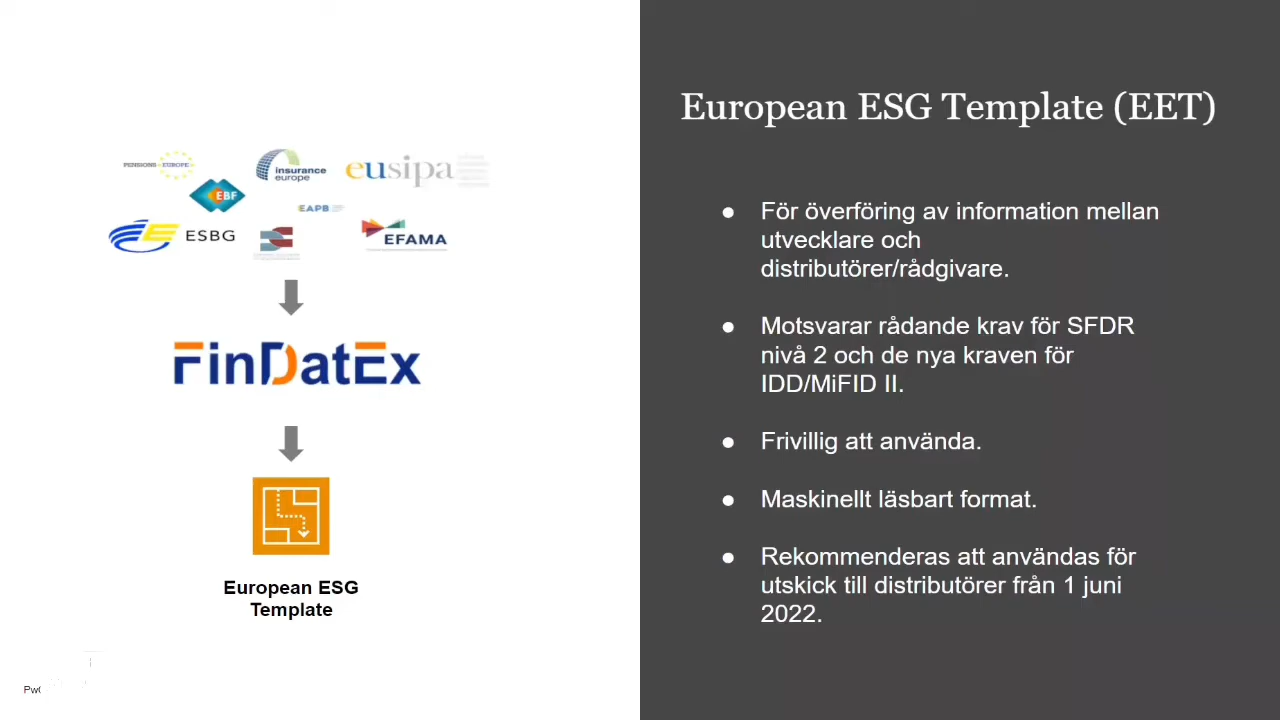 European ESG Template (EET)
PENSIONS EUROPE
insurance
europe
eusipa
EBF
EAPB
ESBG
EFAMA
FinDatEx
European ESG
Template
● För överföring av information mellan
utvecklare och
distributörer/rådgivare.
● Motsvarar rådande krav för SFDR
nivå 2 och de nya kraven för
IDD/MiFID II.
● Frivillig att använda.
● Maskinellt läsbart format.
● Rekommenderas att användas för
utskick till distributörer från 1 juni
2022.